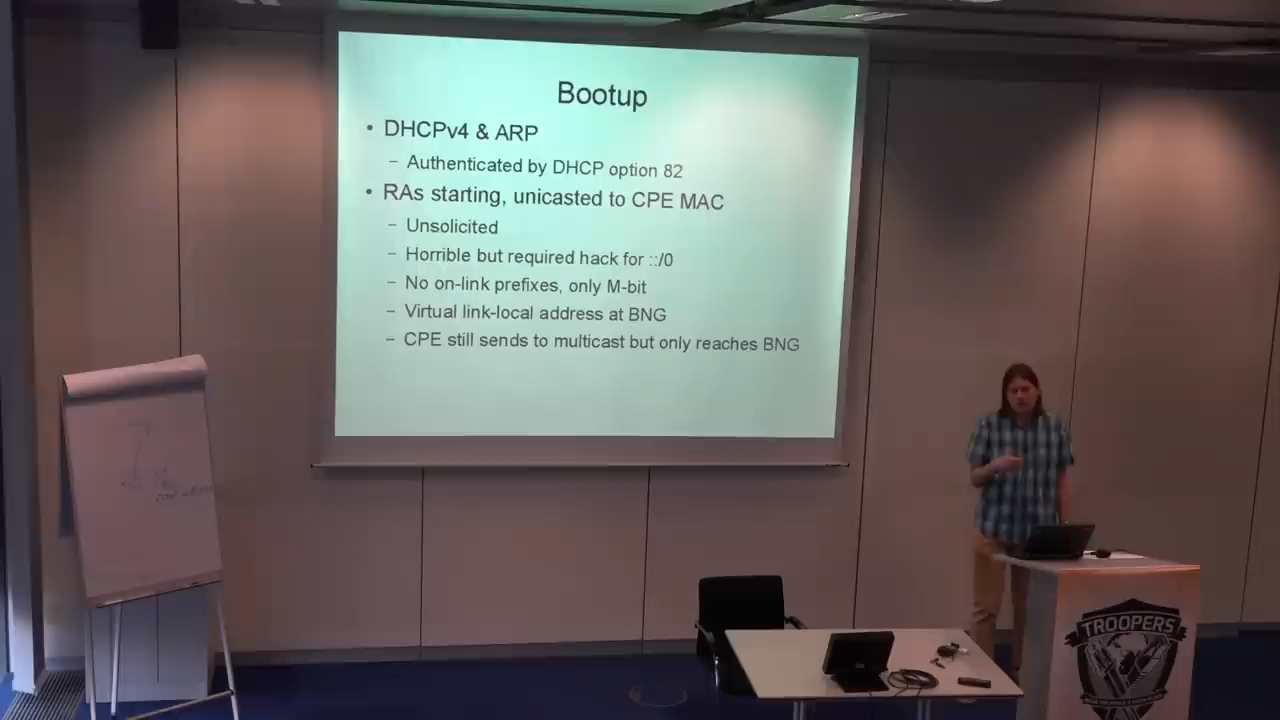 Bootup
• DHCPv4 & ARP
– Authenticated by DHCP option 82
• RAs starting, unicasted to CPE MAC
– Unsolicited
– Horrible but required hack for ::/0
– No on-link prefixes, only M-bit
– Virtual link-local address at BNG
– CPE still sends to multicast but only reaches BNG
TROOPERS